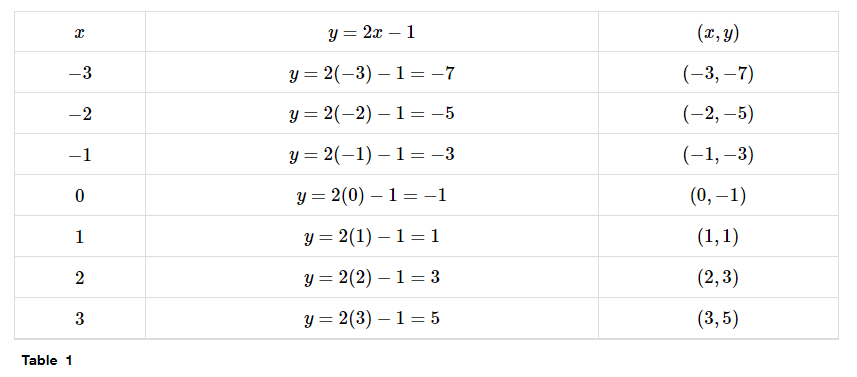 x y = 2x − 1 (x, y)
−3 y = 2(−3) − 1 = −7 (−3, −7)
−2 y = 2(−2) − 1 = −5 (−2, −5)
−1 y = 2(−1) − 1 = −3 (−1, −3)
0 y = 2(0) − 1 = −1 (0, −1)
1 y = 2(1) − 1 = 1 (1, 1)
2 y = 2(2) − 1 = 3 (2, 3)
3 y = 2(3) − 1 = 5 (3, 5)
Table 1